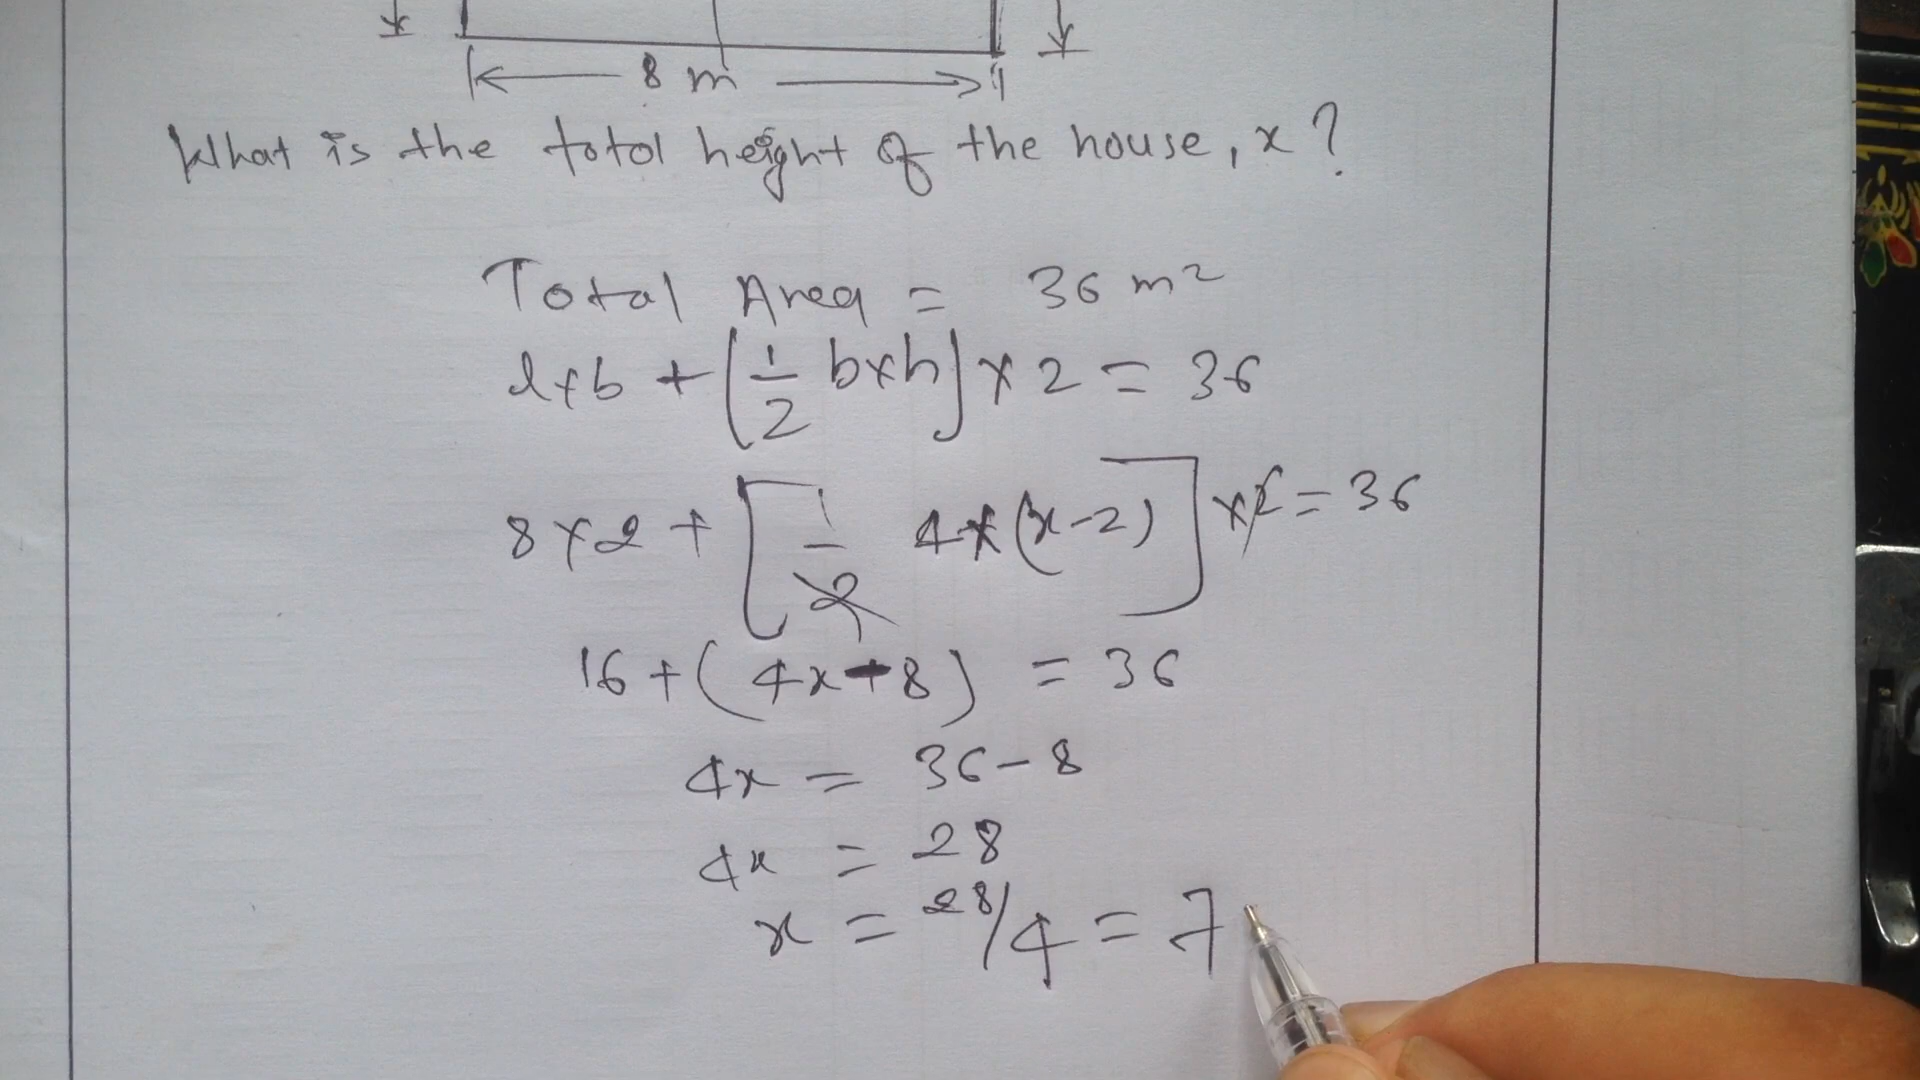 8 m
What is the total height of the house, x?
Total Area = 36 m²
l×b + (1/2 b×h) × 2 = 36
8×2 + [1/2 4×(x-2)] ×2 = 36
16 + (4x-8) = 36
4x = 36-8
4x = 28
x = 28/4 = 7